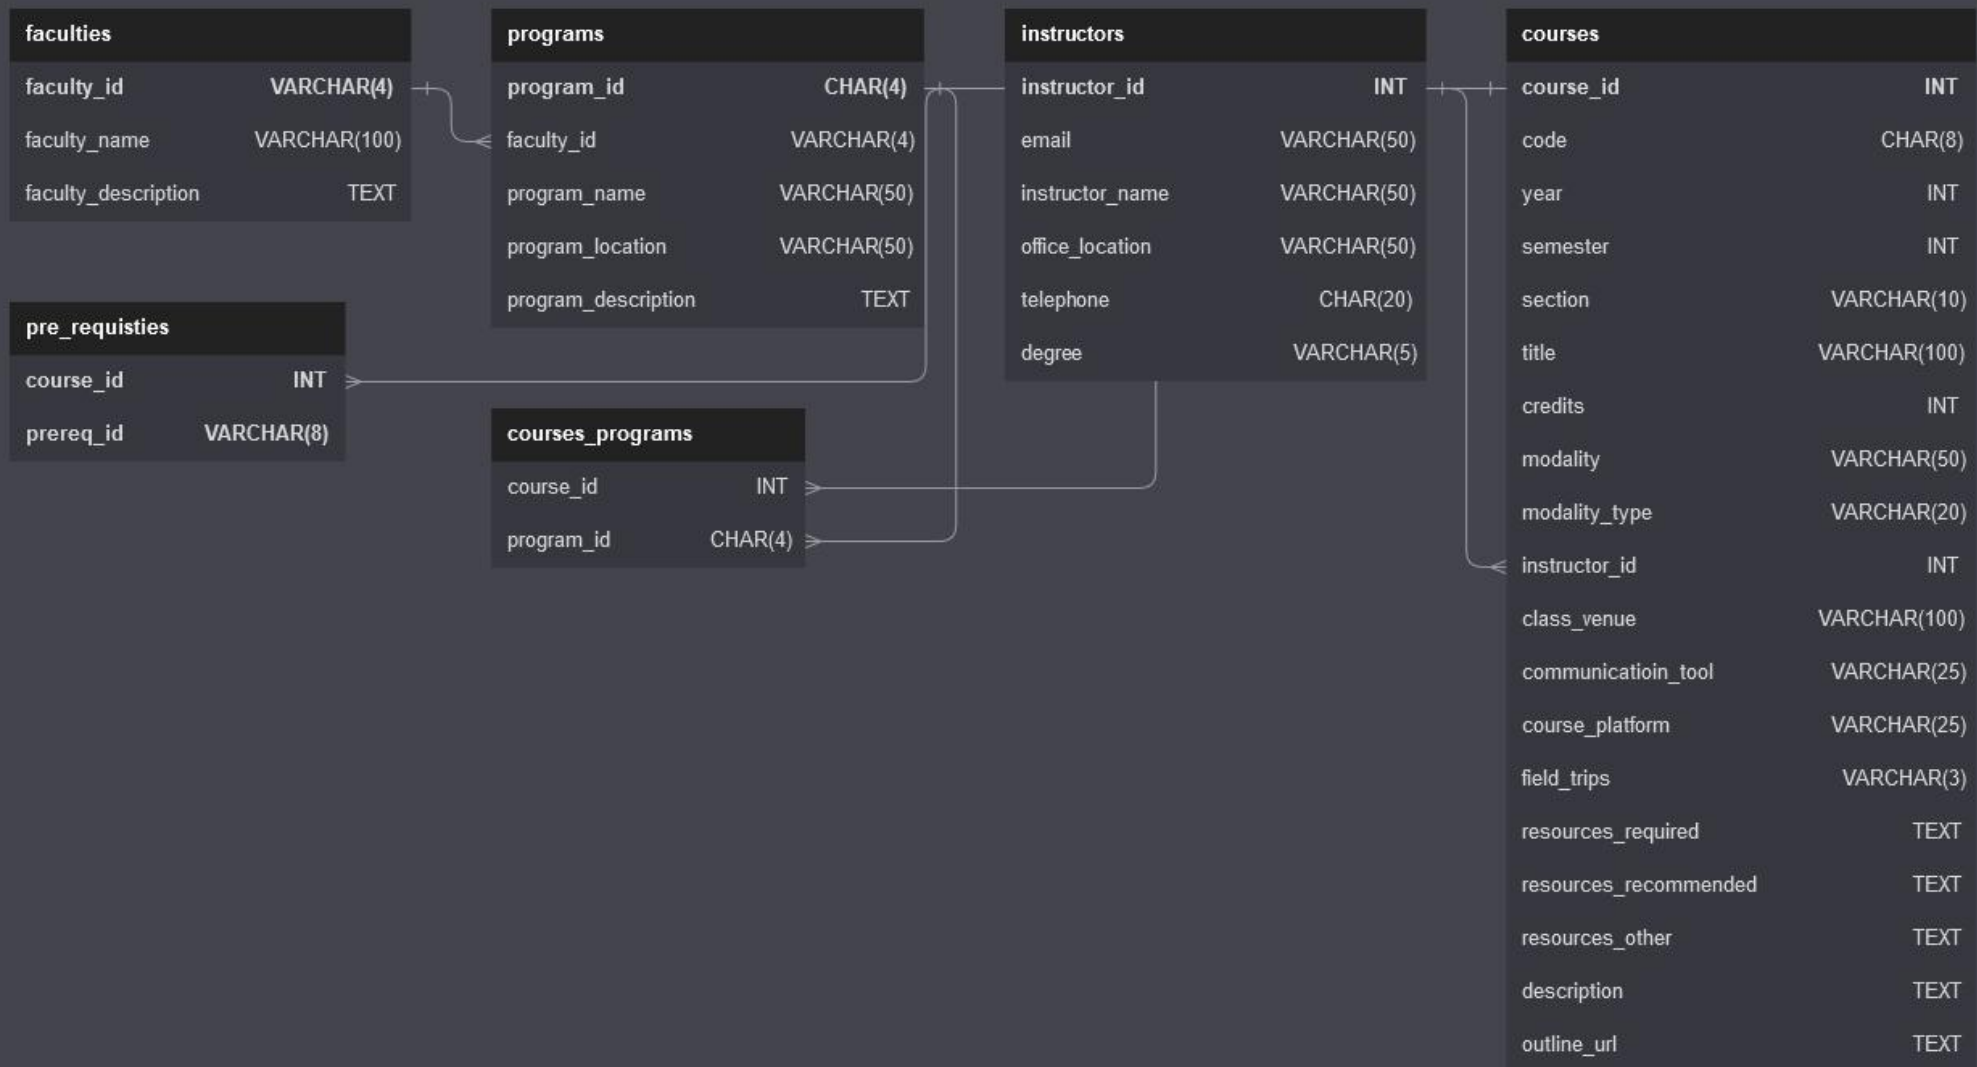 faculties
faculty_id VARCHAR(4)
faculty_name VARCHAR(100)
faculty_description TEXT
pre_requisties
course_id INT
prereq_id VARCHAR(8)
programs
program_id CHAR(4)
faculty_id VARCHAR(4)
program_name VARCHAR(50)
program_location VARCHAR(50)
program_description TEXT
courses_programs
course_id INT
program_id CHAR(4)
instructors
instructor_id INT
email VARCHAR(50)
instructor_name VARCHAR(50)
office_location VARCHAR(50)
telephone CHAR(20)
degree VARCHAR(5)
courses
course_id INT
code CHAR(8)
year INT
semester INT
section VARCHAR(10)
title VARCHAR(100)
credits INT
modality VARCHAR(50)
modality_type VARCHAR(20)
instructor_id INT
class_venue VARCHAR(100)
communicatioin_tool VARCHAR(25)
course_platform VARCHAR(25)
field_trips VARCHAR(3)
resources_required TEXT
resources_recommended TEXT
resources_other TEXT
description TEXT
outline_url TEXT